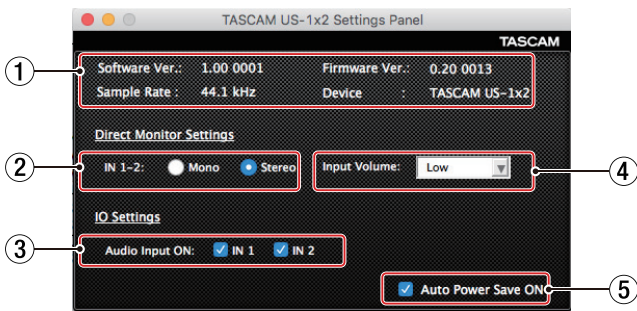 TASCAM US-1x2 Settings Panel
TASCAM
1
Software Ver.: 1.00 0001 Firmware Ver.: 0.20 0013
Sample Rate : 44.1 kHz Device : TASCAM US-1x2
Direct Monitor Settings
2
IN 1-2: Mono Stereo Input Volume: Low
4
IO Settings
3
Audio Input ON: IN 1 IN 2
Auto Power Save ON
5